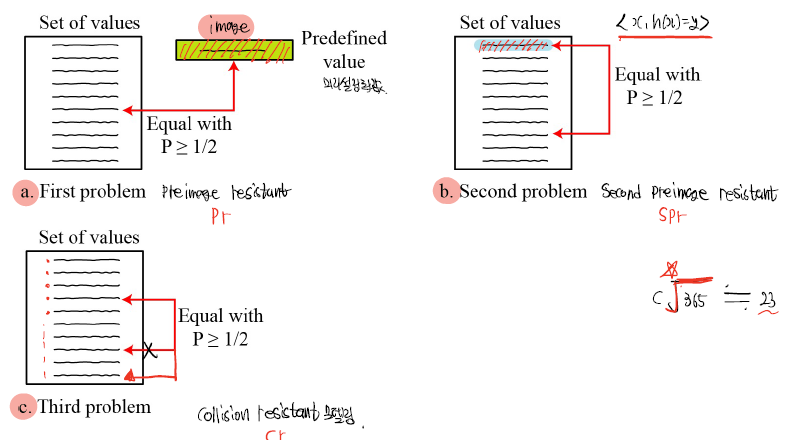 Set of values
image
Predefined
value
Equal with
P ≥ 1/2
a. First problem Preimage resistant
Pr
Set of values
<x, h(x)=y>
Equal with
P ≥ 1/2
b. Second problem Second Preimage resistant
SPr
Set of values
Equal with
P ≥ 1/2
c. Third problem
Collision resistant
Cr
C√365 ≒ 23